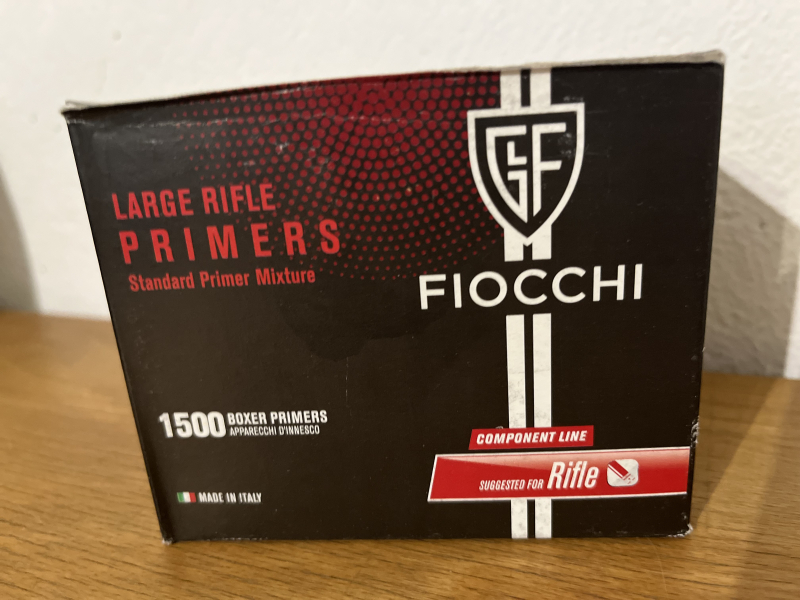 GFL
FIOCCHI
LARGE RIFLE
PRIMERS
Standard Primer Mixture
1500 BOXER PRIMERS
APPARECCHI D'INNESCO
MADE IN ITALY
COMPONENT LINE
SUGGESTED FOR Rifle